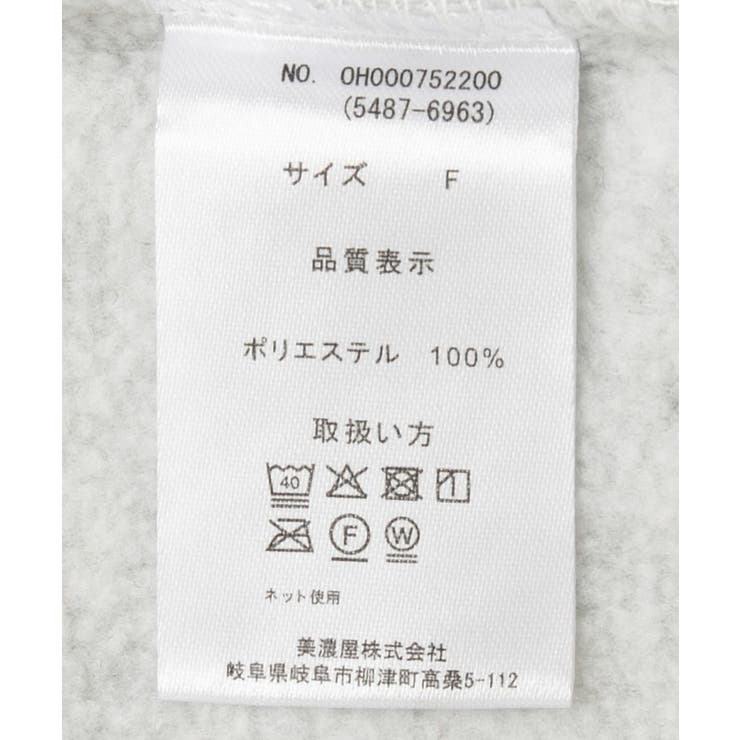 NO. 0H000752200
(5487-6963)
サイズ F
品質表示
ポリエステル 100%
取扱い方
40
F W
ネット使用
美濃屋株式会社
岐阜県岐阜市柳津町高桑5-112